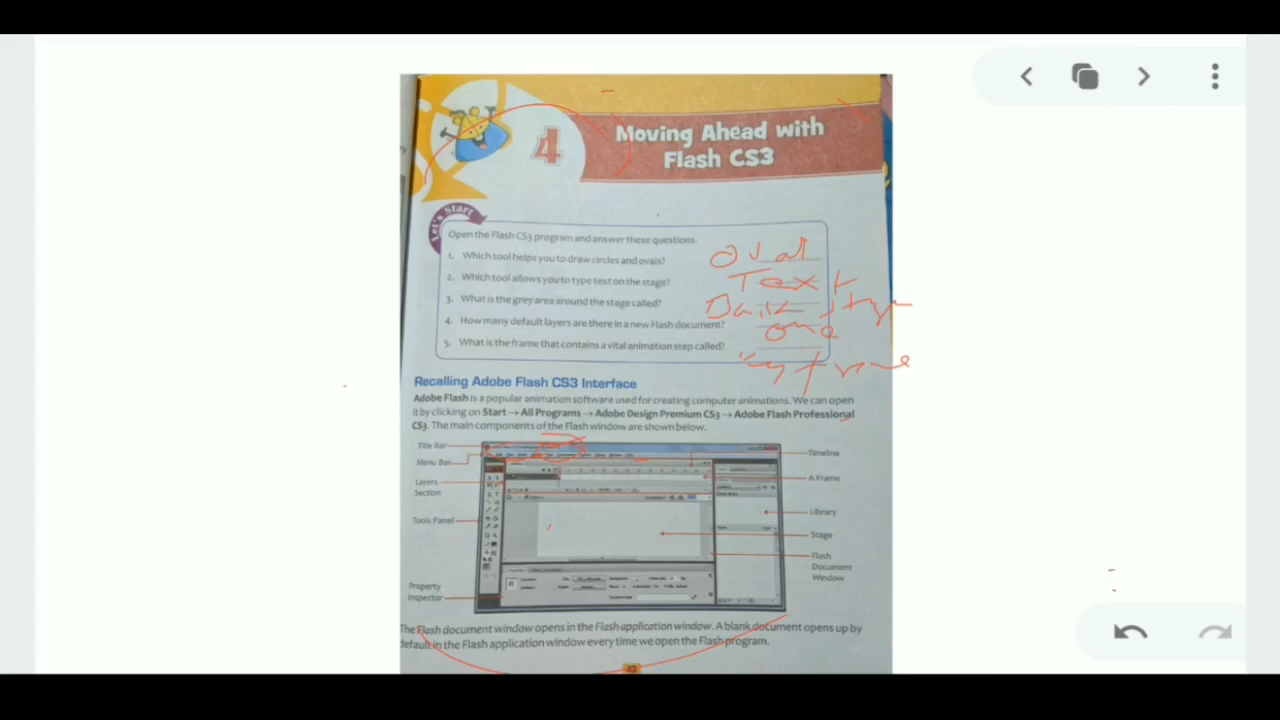 4
Moving Ahead with
Flash CS3
Let's Start
Open the Flash CS3 program and answer these questions.
1. Which tool helps you to draw circles and ovals?
Oval
2. Which tool allows you to type text on the stage?
Text
3. What is the grey area around the stage called?
4. How many default layers are there in a new Flash document?
one
5. What is the frame that contains a vital animation step called?
Recalling Adobe Flash CS3 Interface
Adobe Flash is a popular animation software used for creating computer animations. We can open
it by clicking on Start → All Programs → Adobe Design Premium CS3 → Adobe Flash Professional
CS3. The main components of the Flash window are shown below.
Title Bar
Menu Bar
Layers
Section
Tools Panel
Property
Inspector
Timeline
A Frame
Library
Stage
Flash
Document
Window
The Flash document window opens in the Flash application window. A blank document opens up by
default in the Flash application window every time we open the Flash program.
43